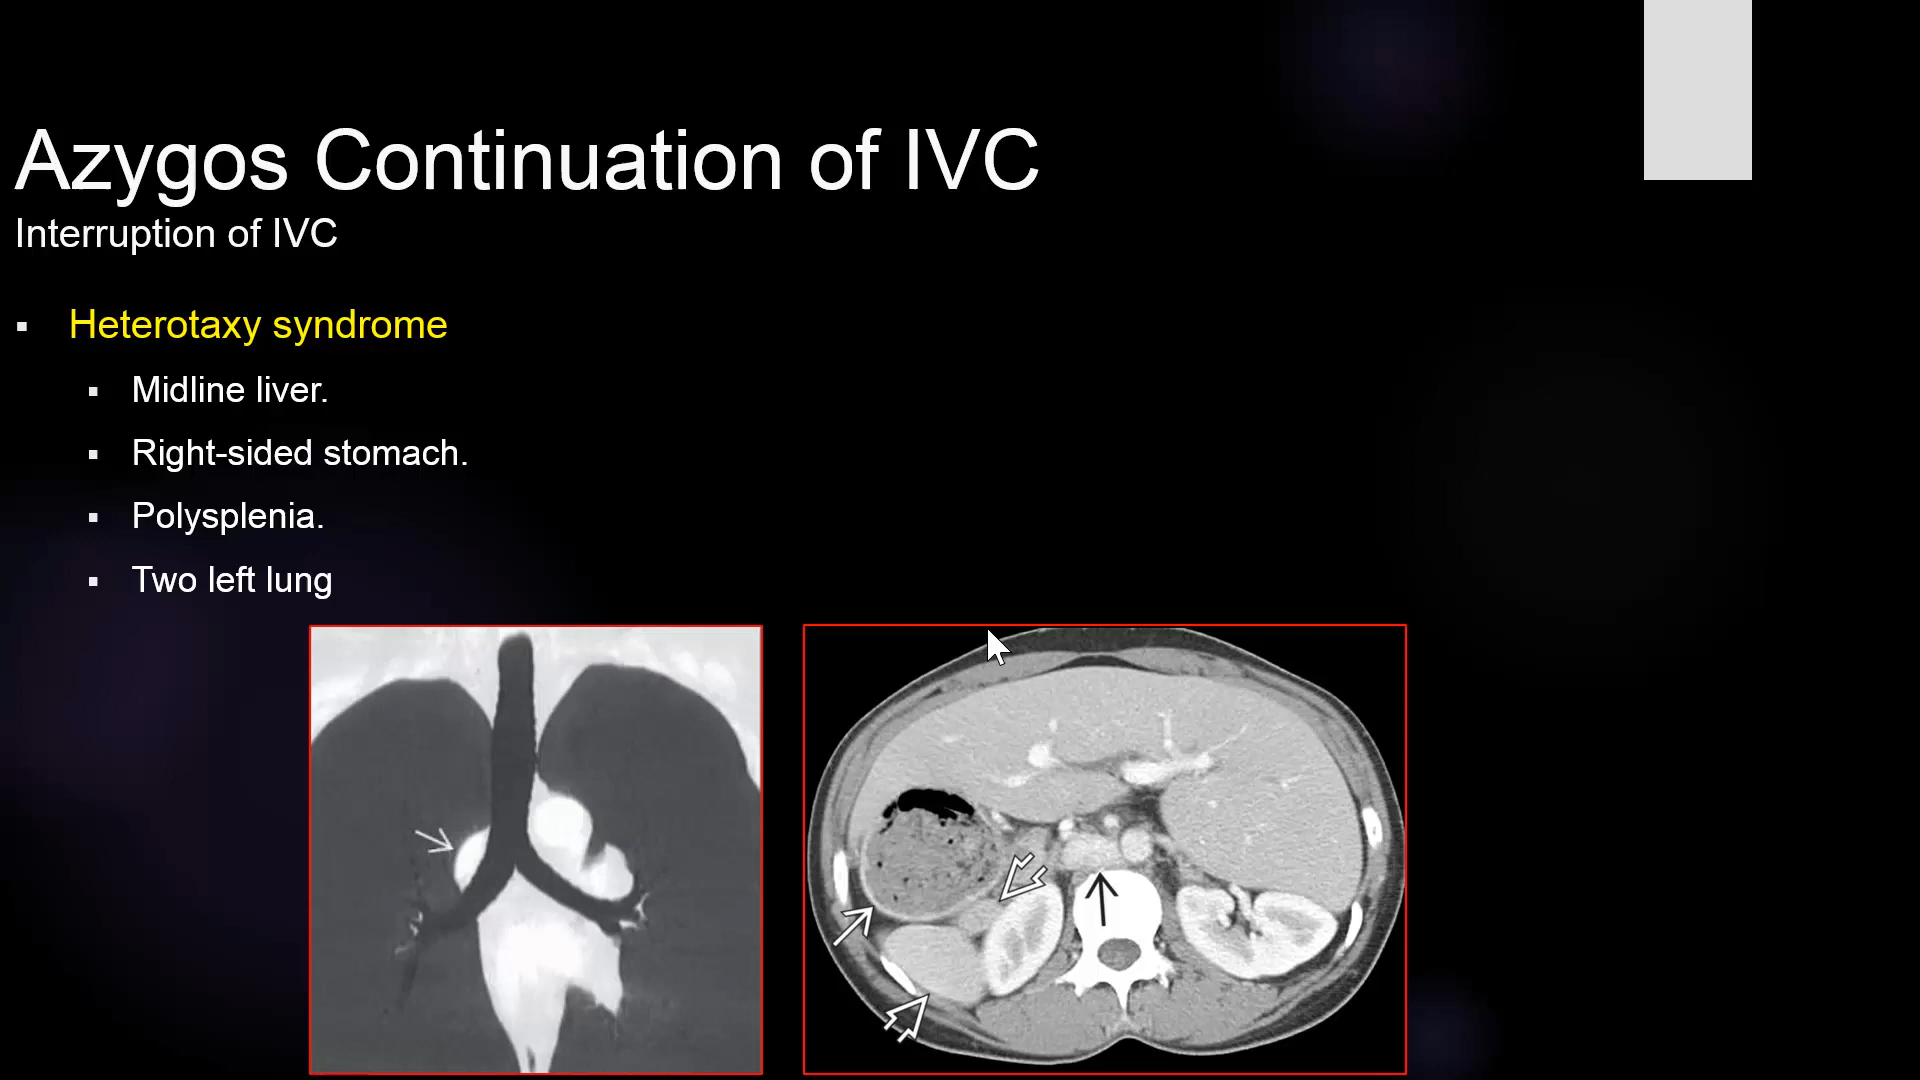 Azygos Continuation of IVC
Interruption of IVC
Heterotaxy syndrome
Midline liver.
Right-sided stomach.
Polysplenia.
Two left lung